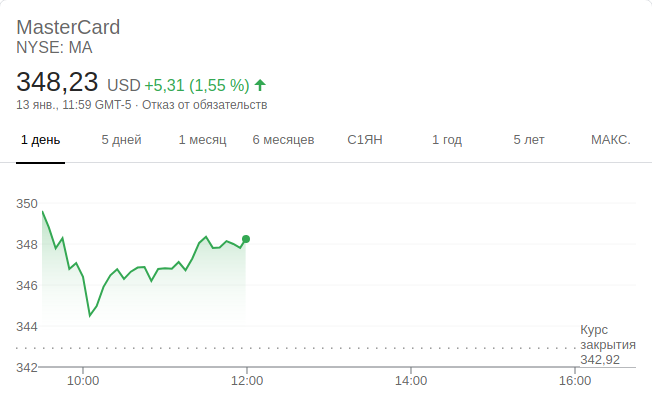 MasterCard
NYSE: MA
348,23 USD +5,31 (1,55 %)
13 янв., 11:59 GMT-5 · Отказ от обязательств
1 день 5 дней 1 месяц 6 месяцев С1ЯН 1 год 5 лет МАКС.
350
348
346
344
Курс
закрытия
342,92
342
10:00 12:00 14:00 16:00